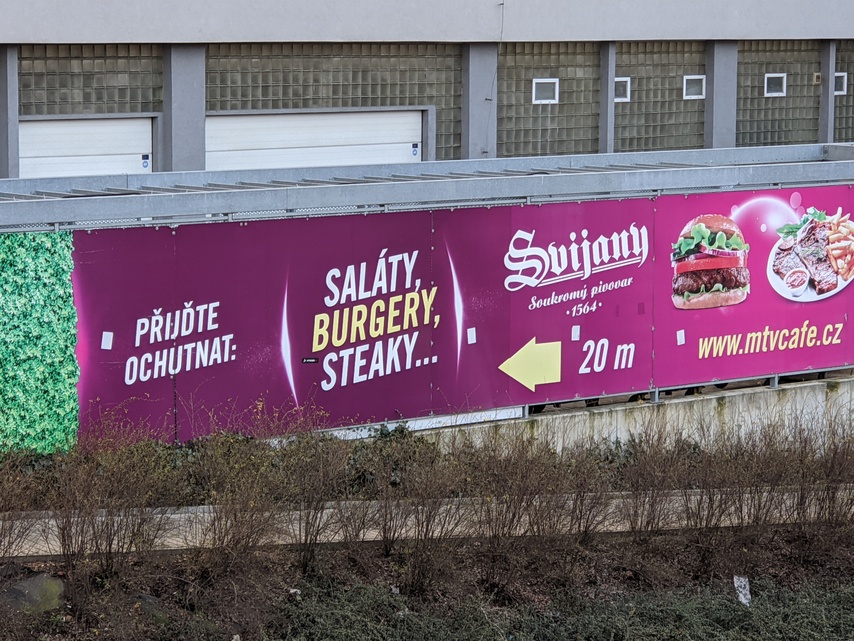 PŘIJĎTE
OCHUTNAT:
SALÁTY,
BURGERY,
STEAKY...
Svijany
Soukromý pivovar
·1564·
20 m
www.mtvcafe.cz